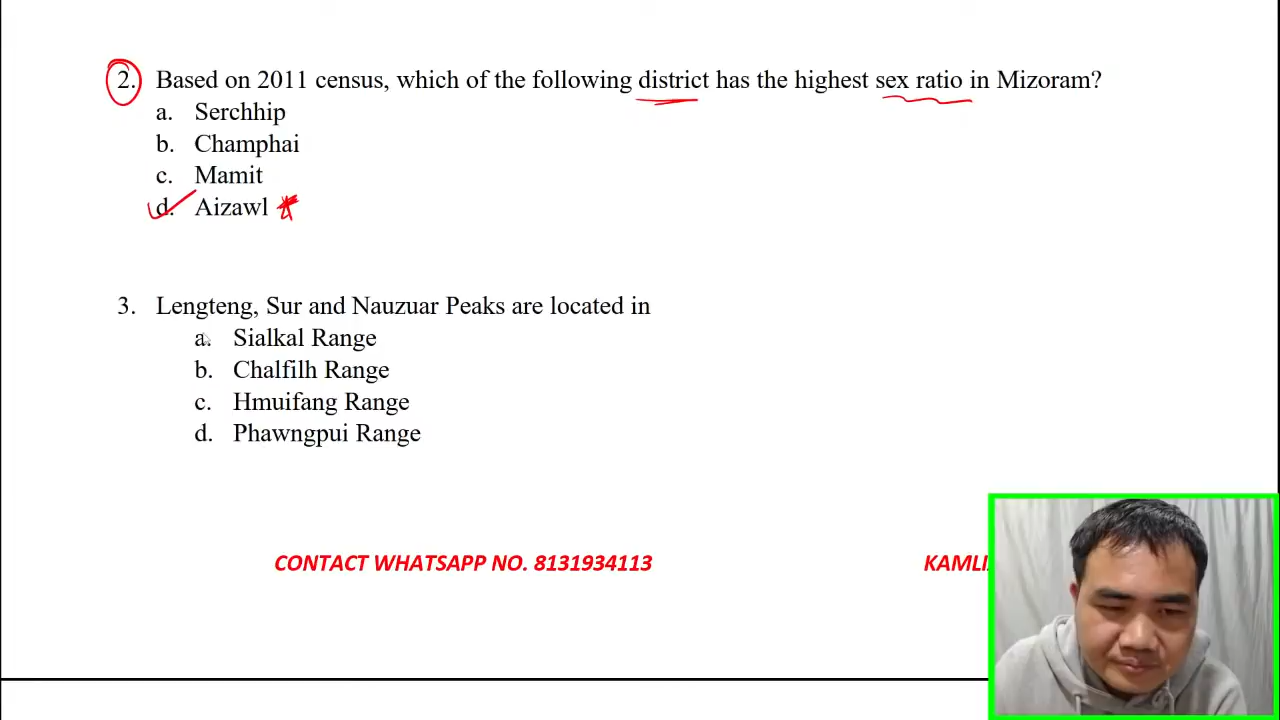 2. Based on 2011 census, which of the following district has the highest sex ratio in Mizoram?
a. Serchhip
b. Champhai
c. Mamit
d. Aizawl
3. Lengteng, Sur and Nauzuar Peaks are located in
a. Sialkal Range
b. Chalfilh Range
c. Hmuifang Range
d. Phawngpui Range
CONTACT WHATSAPP NO. 8131934113 KAMLI